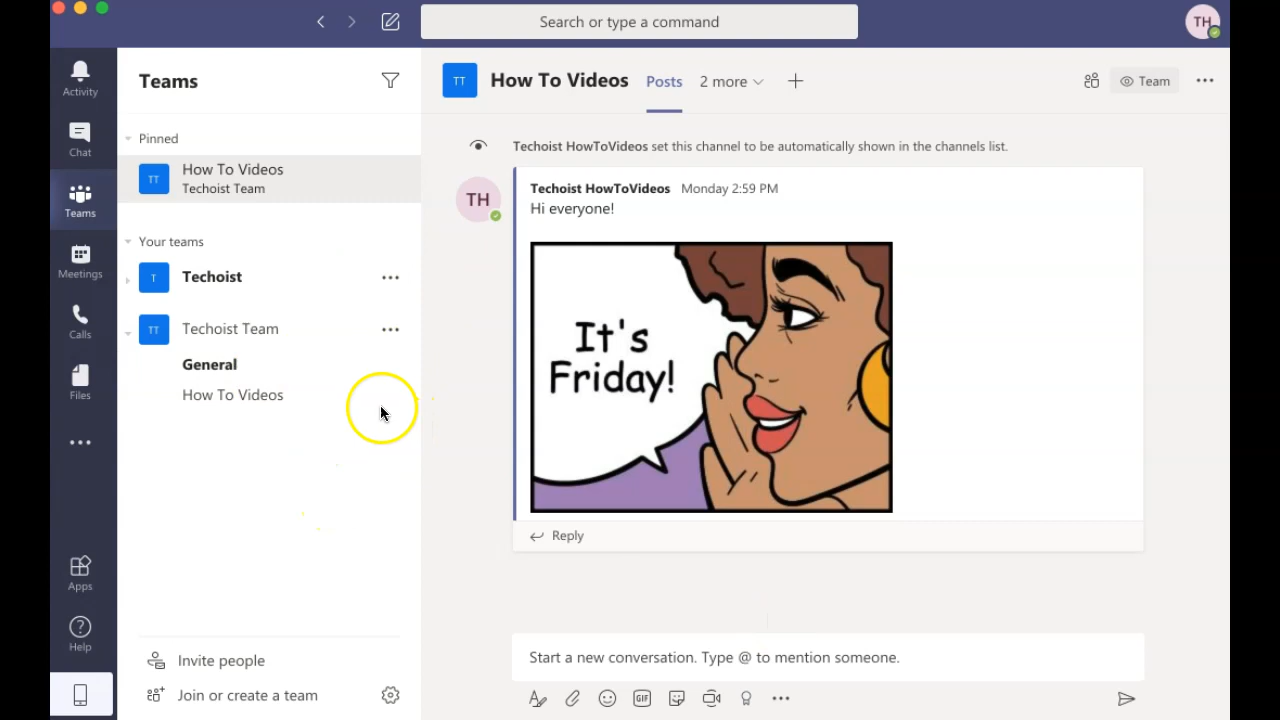 Search or type a command
TH
Activity
Chat
Teams
Meetings
Calls
Files
Apps
Help
Teams
Pinned
TT
How To Videos
Techoist Team
Your teams
T
Techoist
TT
Techoist Team
General
How To Videos
Invite people
Join or create a team
TT
How To Videos
Posts
2 more
Team
Techoist HowToVideos set this channel to be automatically shown in the channels list.
TH
Techoist HowToVideos Monday 2:59 PM
Hi everyone!
It's
Friday!
Reply
Start a new conversation. Type @ to mention someone.
GIF